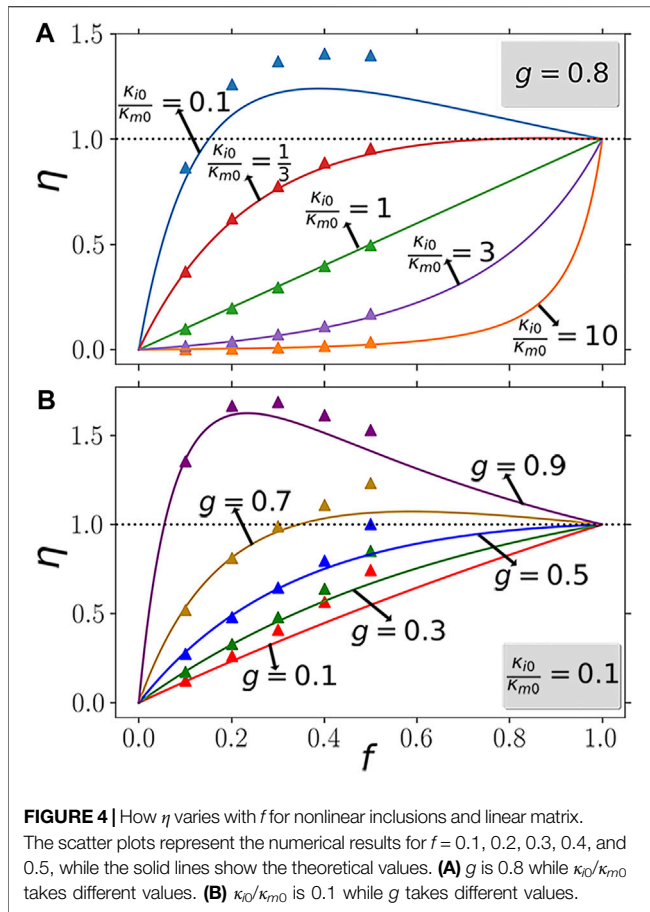 A
1.5
1.0
0.5
0.0
η
g = 0.8
κi0/κm0 = 0.1
κi0/κm0 = 1/3
κi0/κm0 = 1
κi0/κm0 = 3
κi0/κm0 = 10
B
1.5
1.0
0.5
0.0
η
g = 0.7
g = 0.9
g = 0.5
g = 0.3
g = 0.1
κi0/κm0 = 0.1
0.0 0.2 0.4 0.6 0.8 1.0
f
FIGURE 4 | How η varies with f for nonlinear inclusions and linear matrix.
The scatter plots represent the numerical results for f = 0.1, 0.2, 0.3, 0.4, and
0.5, while the solid lines show the theoretical values. (A) g is 0.8 while κi0/κm0
takes different values. (B) κi0/κm0 is 0.1 while g takes different values.